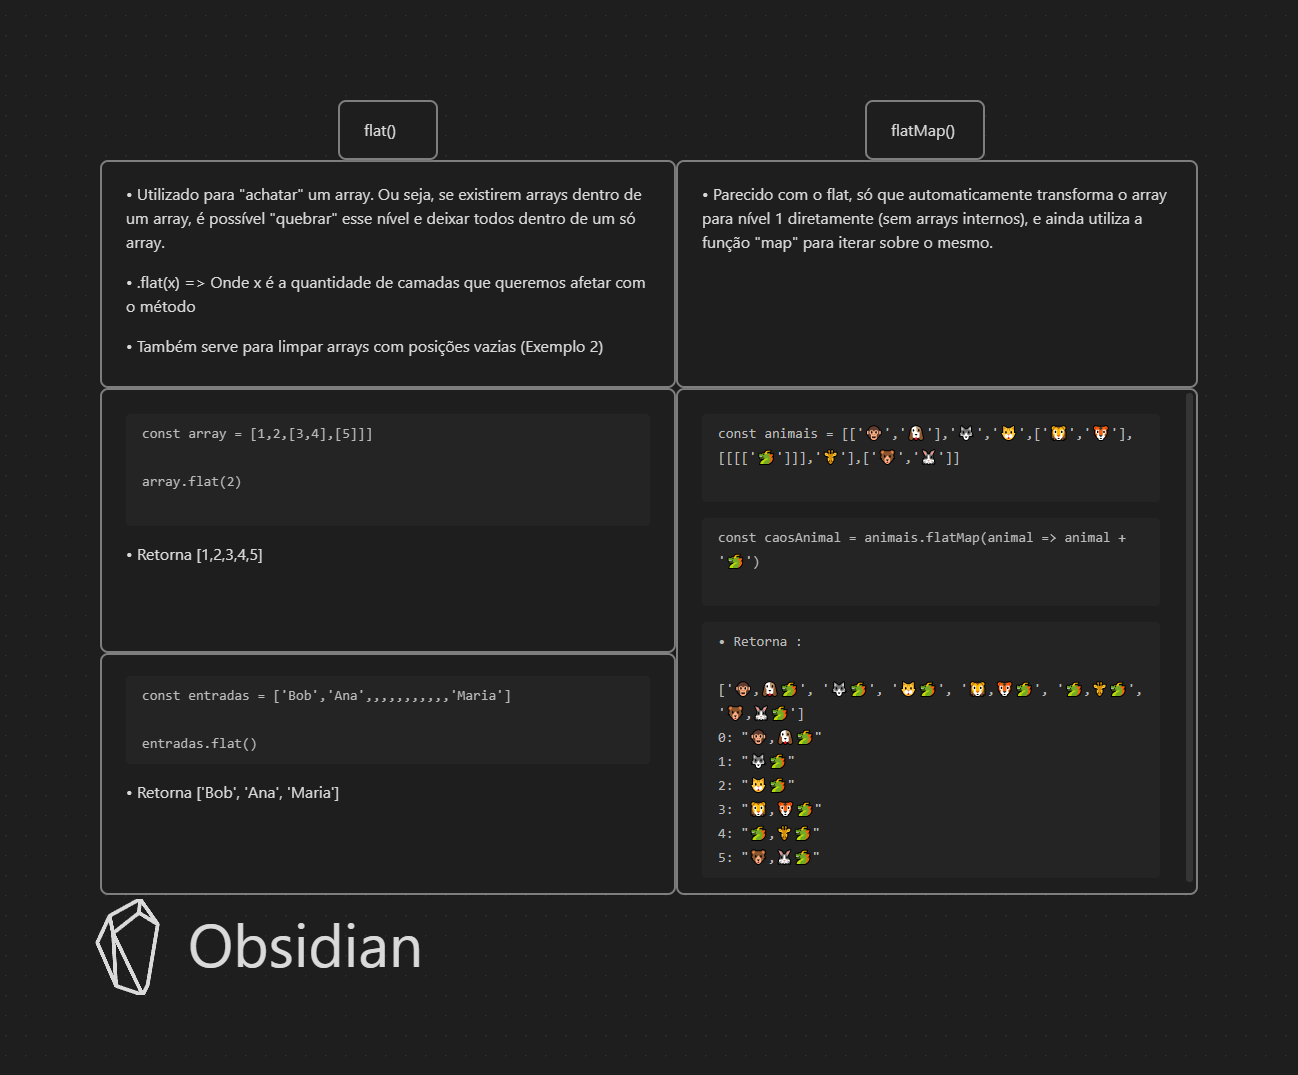 flat()
• Utilizado para "achatar" um array. Ou seja, se existirem arrays dentro de
um array, é possível "quebrar" esse nível e deixar todos dentro de um só
array.
• .flat(x) => Onde x é a quantidade de camadas que queremos afetar com
o método
• Também serve para limpar arrays com posições vazias (Exemplo 2)
const array = [1,2,[3,4],[5]]]
array.flat(2)
• Retorna [1,2,3,4,5]
const entradas = ['Bob','Ana',,,,,,,,,,,'Maria']
entradas.flat()
• Retorna ['Bob', 'Ana', 'Maria']
flatMap()
• Parecido com o flat, só que automaticamente transforma o array
para nível 1 diretamente (sem arrays internos), e ainda utiliza a
função "map" para iterar sobre o mesmo.
const animais = [['🐵','🐶'],'🐺','🐱',['🦁','🐯'],
[[[['🐲']]],'🦒'],['🐻','🐰']]
const caosAnimal = animais.flatMap(animal => animal +
'🐲')
• Retorna :
['🐵,🐶🐲', '🐺🐲', '🐱🐲', '🦁,🐯🐲', '🐲,🦒🐲',
'🐻,🐰🐲']
0: "🐵,🐶🐲"
1: "🐺🐲"
2: "🐱🐲"
3: "🦁,🐯🐲"
4: "🐲,🦒🐲"
5: "🐻,🐰🐲"
Obsidian